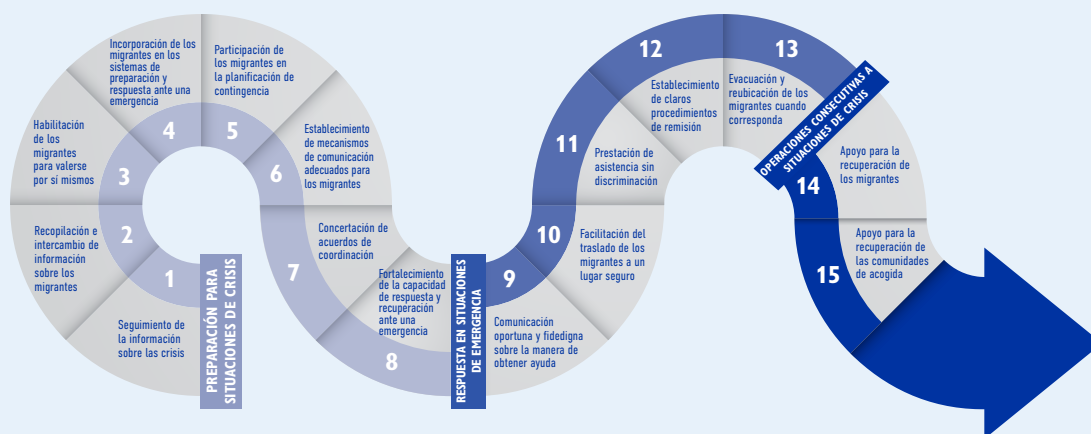 PREPARACIÓN PARA
SITUACIONES DE CRISIS
1
Seguimiento de
la información
sobre las crisis
2
Recopilación e
intercambio de
información
sobre los
migrantes
3
Habilitación
de los
migrantes
para valerse
por sí mismos
4
Incorporación de los
migrantes en los
sistemas de
preparación y
respuesta ante una
emergencia
5
Participación de
los migrantes en
la planificación de
contingencia
6
Establecimiento
de mecanismos
de comunicación
adecuados para
los migrantes
7
Concertación de
acuerdos de
coordinación
8
Fortalecimiento
de la capacidad
de respuesta y
recuperación
ante una
emergencia
RESPUESTA EN SITUACIONES
DE EMERGENCIA
9
Comunicación
oportuna y fidedigna
sobre la manera de
obtener ayuda
10
Facilitación del
traslado de los
migrantes a un
lugar seguro
11
Prestación de
asistencia sin
discriminación
12
Establecimiento
de claros
procedimientos
de remisión
13
Evacuación y
reubicación de los
migrantes cuando
corresponda
OPERACIONES CONSECUTIVAS A
SITUACIONES DE CRISIS
14
Apoyo para la
recuperación de
los migrantes
15
Apoyo para la
recuperación de
las comunidades
de acogida